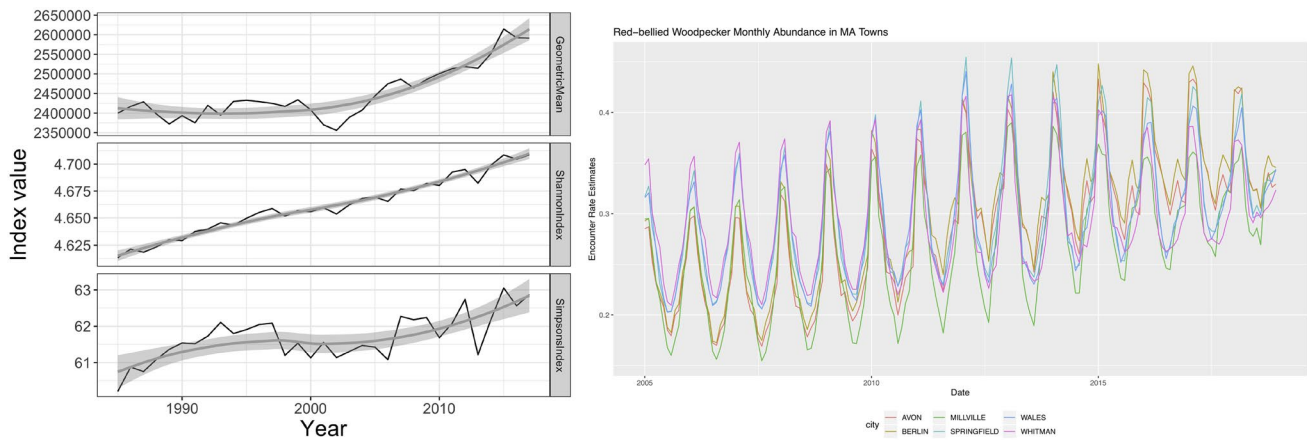 Index value
2650000
2600000
2550000
2500000
2450000
2400000
2350000
GeometricMean
4.700
4.675
4.650
4.625
ShannonIndex
63
62
61
SimpsonsIndex
1990
2000
2010
Year
Red−bellied Woodpecker Monthly Abundance in MA Towns
Encounter Rate Estimates
0.4
0.3
0.2
2005
2010
2015
Date
city
AVON
MILLVILLE
WALES
BERLIN
SPRINGFIELD
WHITMAN